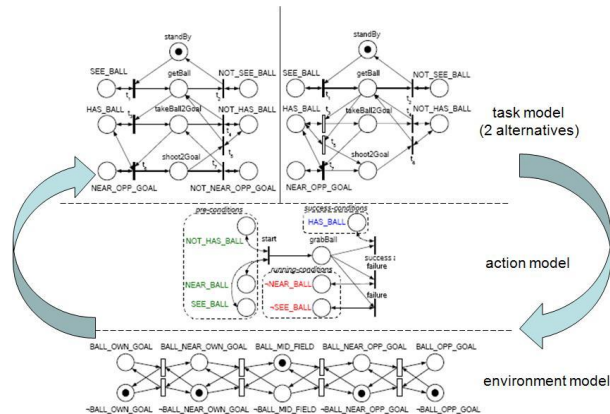 standBy
standBy
SEE_BALL
getBall
NOT_SEE_BALL
SEE_BALL
getBall
NOT_SEE_BALL
HAS_BALL
takeBall2Goal
NOT_HAS_BALL
HAS_BALL
takeBall2Goal
NOT_HAS_BALL
task model
(2 alternatives)
shoot2Goal
shoot2Goal
NEAR_OPP_GOAL
NOT_NEAR_OPP_GOAL
NEAR_OPP_GOAL
pre-conditions
success-conditions
HAS_BALL
NOT_HAS_BALL
start
grabBall
success
failure
action model
running-conditions
NEAR_BALL
¬NEAR_BALL
SEE_BALL
¬SEE_BALL
failure
BALL_OWN_GOAL BALL_NEAR_OWN_GOAL BALL_MID_FIELD BALL_NEAR_OPP_GOAL BALL_OPP_GOAL
environment model
¬BALL_OWN_GOAL ¬BALL_NEAR_OWN_GOAL ¬BALL_MID_FIELD ¬BALL_NEAR_OPP_GOAL ¬BALL_OPP_GOAL